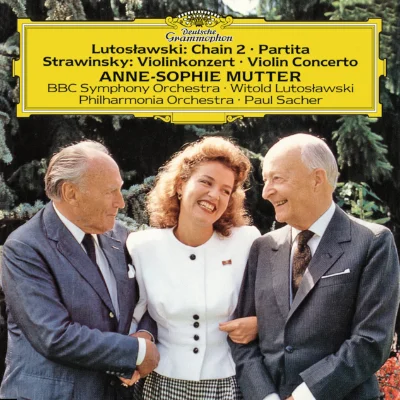 Deutsche
Grammophon
Lutosławski: Chain 2 · Partita
Strawinsky: Violinkonzert · Violin Concerto
ANNE-SOPHIE MUTTER
BBC Symphony Orchestra · Witold Lutosławski
Philharmonia Orchestra · Paul Sacher